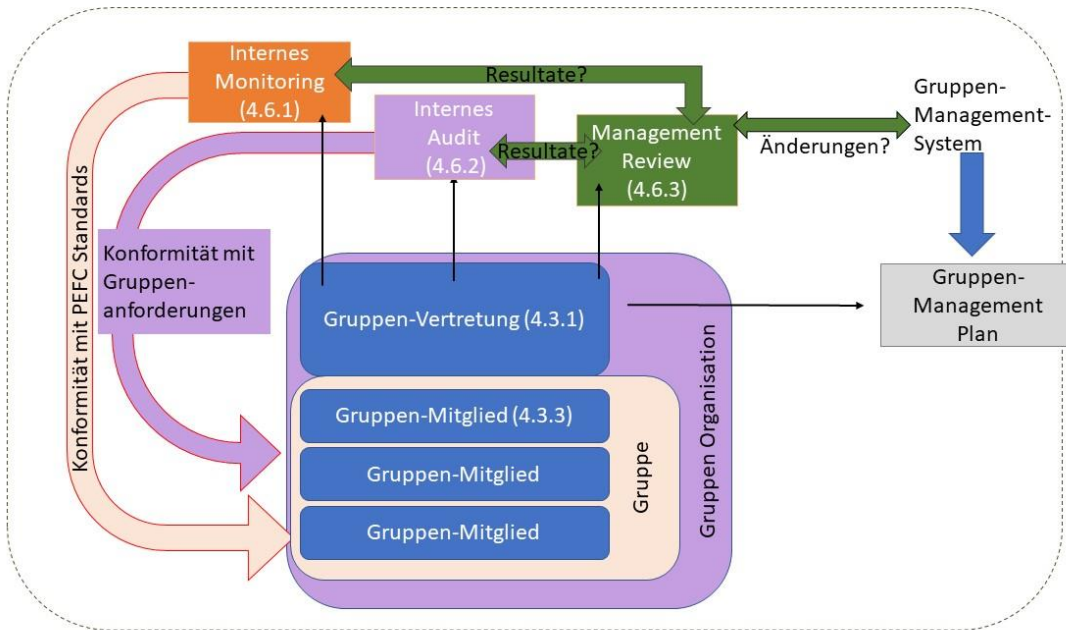 Internes
Monitoring
(4.6.1)
Resultate?
Internes
Audit
(4.6.2)
Resultate?
Management
Review
(4.6.3)
Änderungen?
Gruppen-
Management-
System
Konformität mit PEFC Standards
Konformität mit
Gruppen-
anforderungen
Gruppen-Vertretung (4.3.1)
Gruppen-
Management
Plan
Gruppen-Mitglied (4.3.3)
Gruppen-Mitglied
Gruppen-Mitglied
Gruppe
Gruppen Organisation